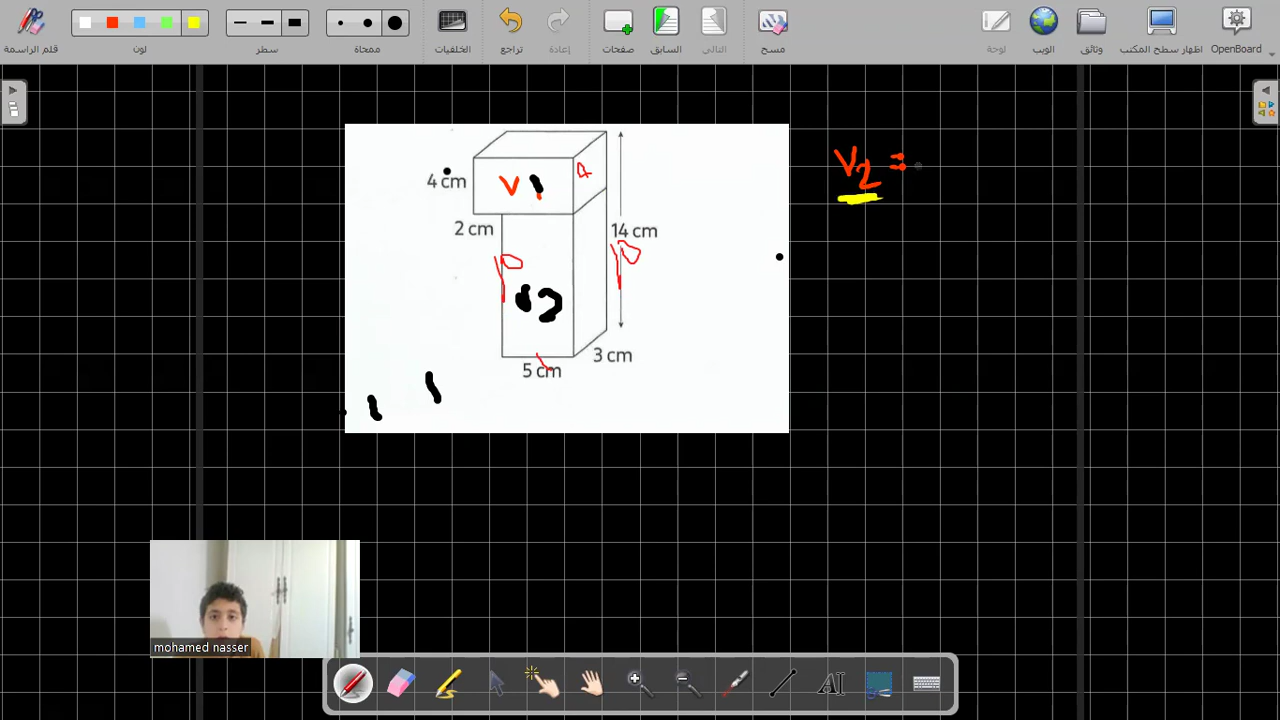 قلم الراسمة
لون
سطر
ممحاة
الخلفيات
تراجع
إعادة
صفحات
السابق
التالي
مسح
لوحة
الويب
وثائق
اظهار سطح المكتب
OpenBoard
V2 =
4 cm
V1
4
2 cm
14 cm
10
10
3 cm
5 cm
mohamed nasser
AI